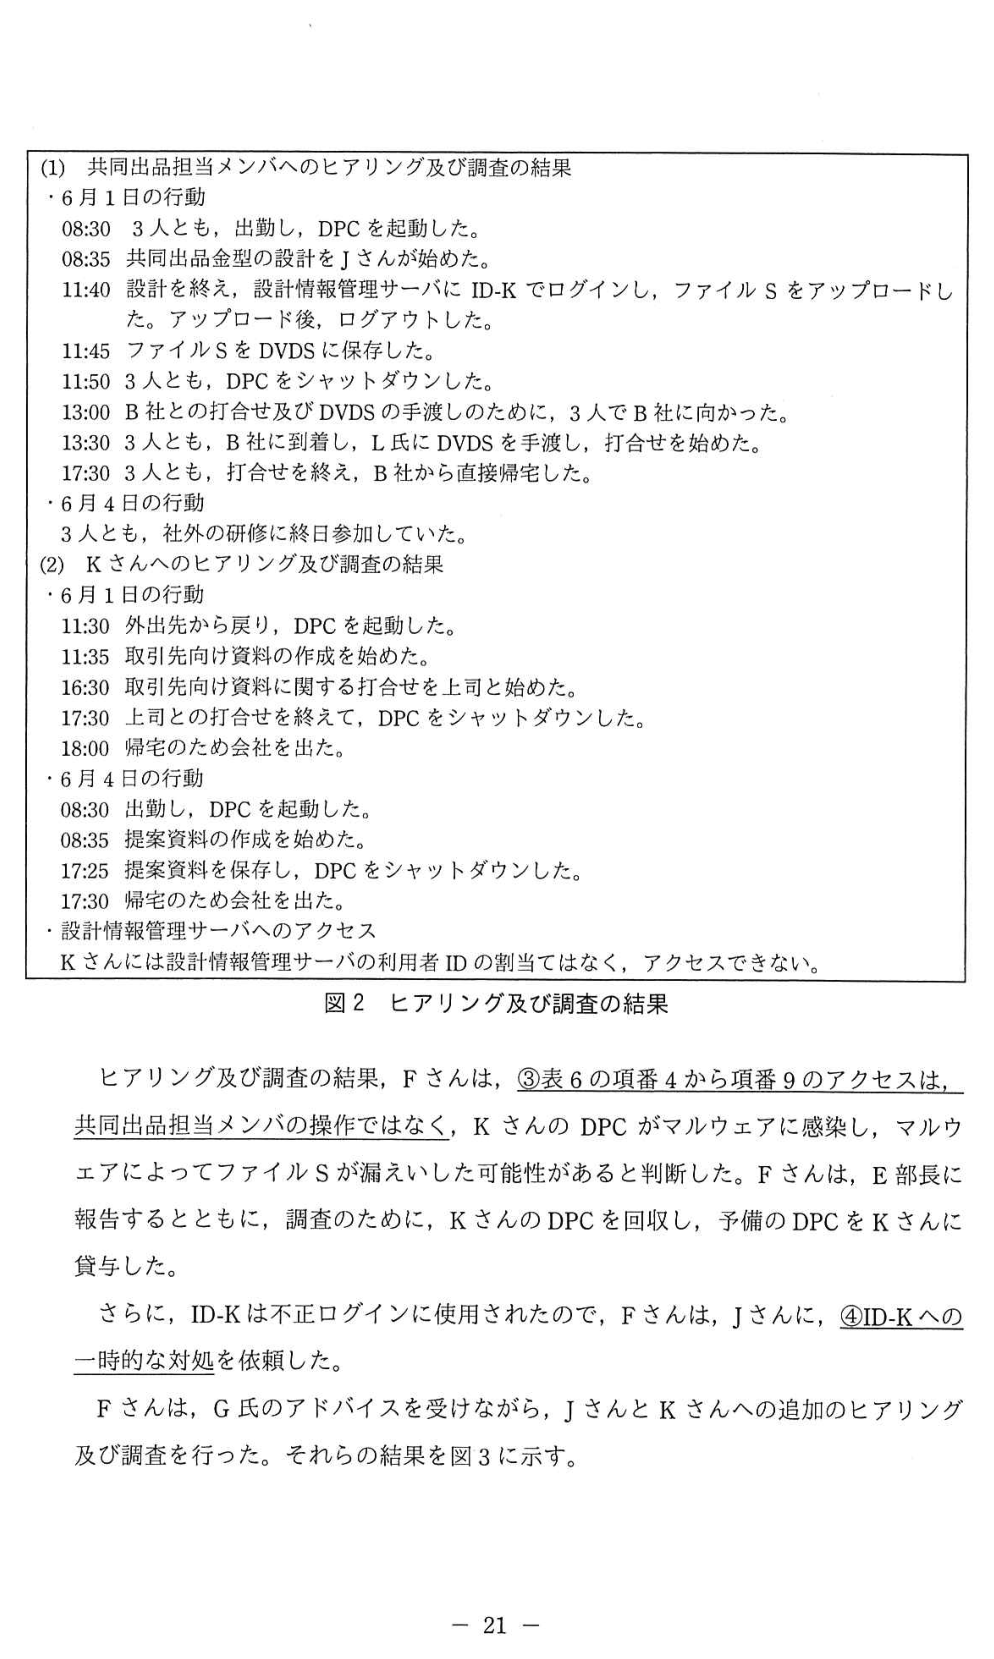 (1) 共同出品担当メンバへのヒアリング及び調査の結果
・6月1日の行動
08:30 3人とも，出勤し，DPCを起動した。
08:35 共同出品金型の設計をJさんが始めた。
11:40 設計を終え，設計情報管理サーバに ID-K でログインし，ファイル S をアップロードし
た。アップロード後，ログアウトした。
11:45 ファイルSをDVDSに保存した。
11:50 3人とも，DPCをシャットダウンした。
13:00 B社との打合せ及びDVDSの手渡しのために，3人でB社に向かった。
13:30 3人とも，B社に到着し，L氏にDVDSを手渡し，打合せを始めた。
17:30 3人とも，打合せを終え，B社から直接帰宅した。
・6月4日の行動
3人とも，社外の研修に終日参加していた。
(2) Kさんへのヒアリング及び調査の結果
・6月1日の行動
11:30 外出先から戻り，DPCを起動した。
11:35 取引先向け資料の作成を始めた。
16:30 取引先向け資料に関する打合せを上司と始めた。
17:30 上司との打合せを終えて，DPCをシャットダウンした。
18:00 帰宅のため会社を出た。
・6月4日の行動
08:30 出勤し，DPCを起動した。
08:35 提案資料の作成を始めた。
17:25 提案資料を保存し，DPCをシャットダウンした。
17:30 帰宅のため会社を出た。
・設計情報管理サーバへのアクセス
Kさんには設計情報管理サーバの利用者IDの割当てはなく，アクセスできない。
図2 ヒアリング及び調査の結果
ヒアリング及び調査の結果，Fさんは，③表6の項番4から項番9のアクセスは，
共同出品担当メンバの操作ではなく，K さんの DPC がマルウェアに感染し，マルウ
ェアによってファイルSが漏えいした可能性があると判断した。Fさんは，E部長に
報告するとともに，調査のために，KさんのDPCを回収し，予備のDPCをKさんに
貸与した。
さらに，ID-Kは不正ログインに使用されたので，Fさんは，Jさんに，④ID-Kへの
一時的な対処を依頼した。
Fさんは，G氏のアドバイスを受けながら，JさんとKさんへの追加のヒアリング
及び調査を行った。それらの結果を図3に示す。
－ 21 －